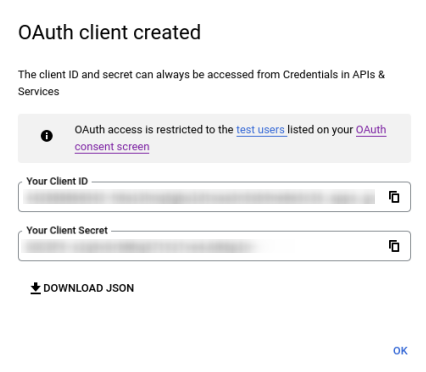 OAuth client created
The client ID and secret can always be accessed from Credentials in APIs &
Services
OAuth access is restricted to the test users listed on your OAuth
consent screen
Your Client ID
Your Client Secret
DOWNLOAD JSON
OK